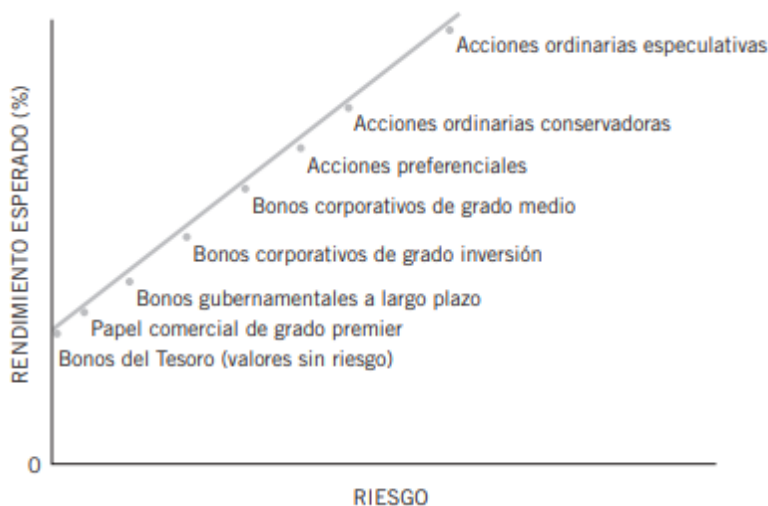 RENDIMIENTO ESPERADO (%)
Acciones ordinarias especulativas
Acciones ordinarias conservadoras
Acciones preferenciales
Bonos corporativos de grado medio
Bonos corporativos de grado inversión
Bonos gubernamentales a largo plazo
Papel comercial de grado premier
Bonos del Tesoro (valores sin riesgo)
0
RIESGO